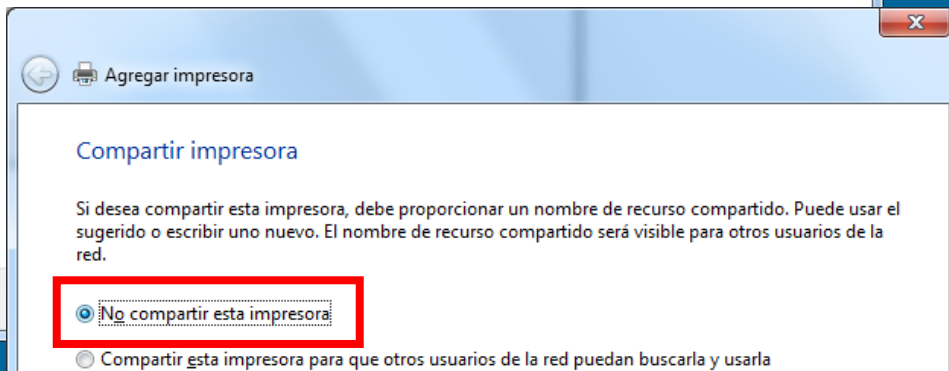 Agregar impresora
Compartir impresora
Si desea compartir esta impresora, debe proporcionar un nombre de recurso compartido. Puede usar el
sugerido o escribir uno nuevo. El nombre de recurso compartido será visible para otros usuarios de la
red.
No compartir esta impresora
Compartir esta impresora para que otros usuarios de la red puedan buscarla y usarla